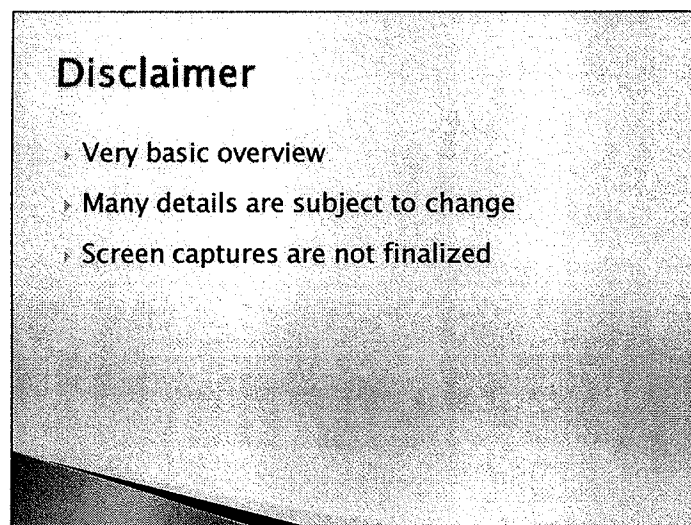 Disclaimer
Very basic overview
Many details are subject to change
Screen captures are not finalized